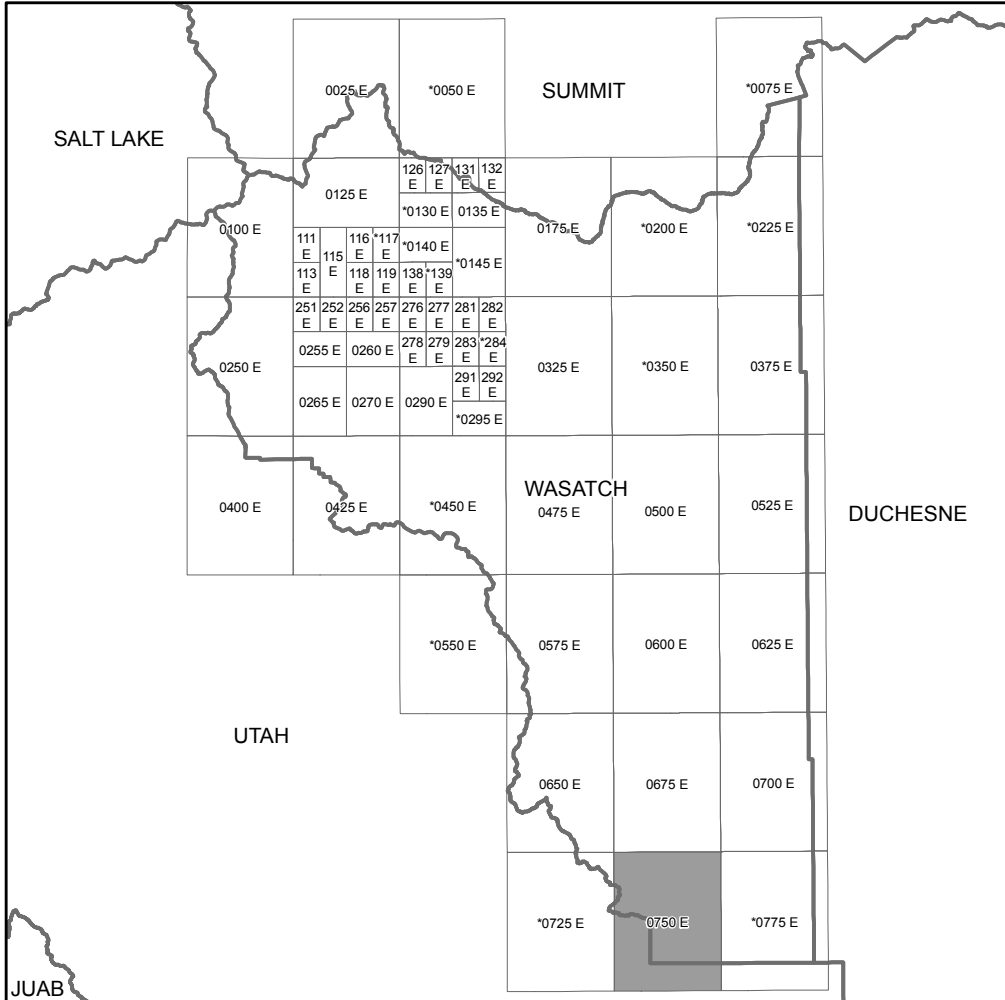 0025 E
*0050 E
SUMMIT
*0075 E
SALT LAKE
126
E
127
E
131
E
132
E
0125 E
*0130 E
0135 E
0100 E
0175 E
*0200 E
*0225 E
111
E
115
E
116
E
*117
E
*0140 E
*0145 E
113
E
118
E
119
E
138
E
*139
E
251
E
252
E
256
E
257
E
276
E
277
E
281
E
282
E
0250 E
0255 E
0260 E
278
E
279
E
283
E
*284
E
0325 E
*0350 E
0375 E
0265 E
0270 E
0290 E
291
E
292
E
*0295 E
WASATCH
0400 E
0425 E
*0450 E
0475 E
0500 E
0525 E
DUCHESNE
*0550 E
0575 E
0600 E
0625 E
UTAH
0650 E
0675 E
0700 E
*0725 E
0750 E
*0775 E
JUAB